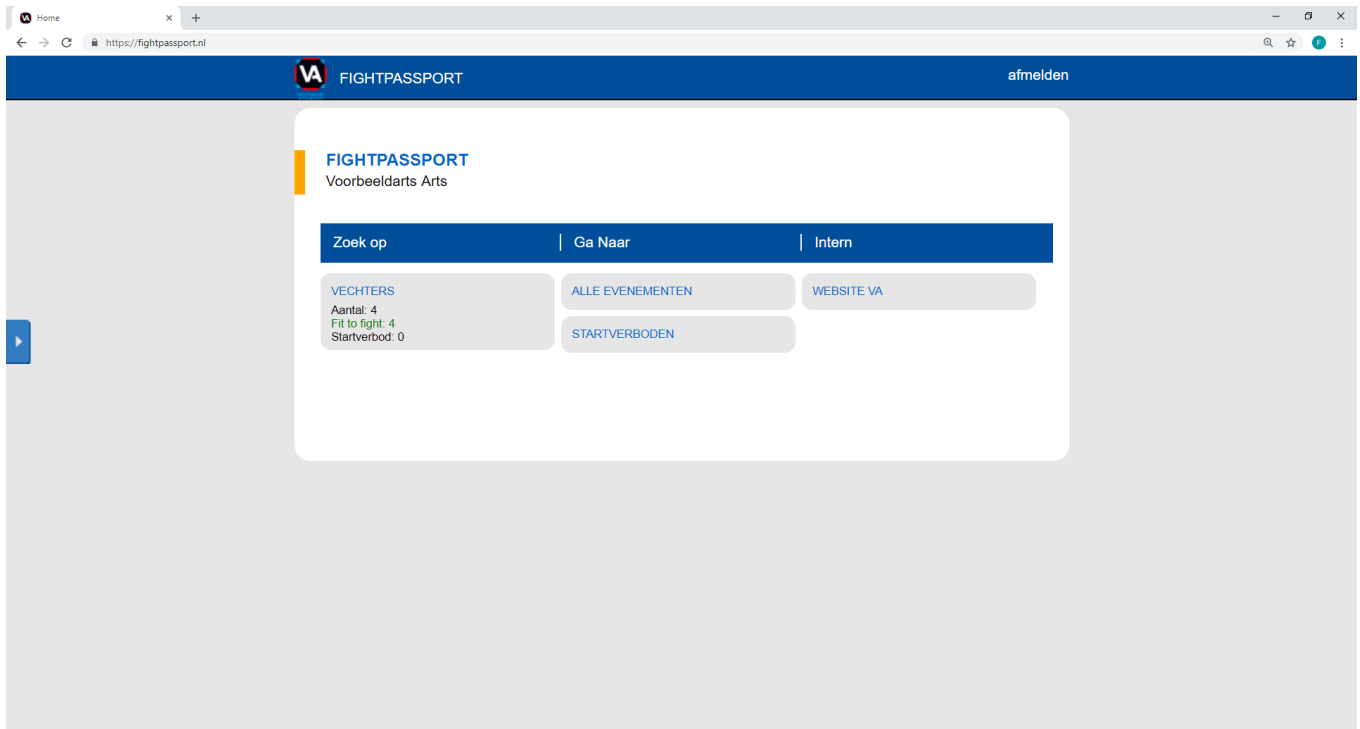 Home
https://fightpassport.nl
F
VA FIGHTPASSPORT
afmelden
FIGHTPASSPORT
Voorbeeldarts Arts
Zoek op
Ga Naar
Intern
VECHTERS
Aantal: 4
Fit to fight: 4
Startverbod: 0
ALLE EVENEMENTEN
STARTVERBODEN
WEBSITE VA